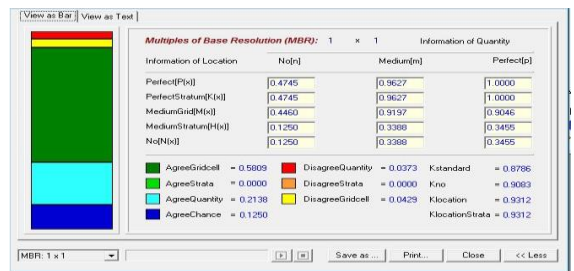 View as Bar View as Text
Multiples of Base Resolution (MBR): 1 × 1 Information of Quantity
Information of Location No[n] Medium[m] Perfect[p]
Perfect[P(x)] 0.4745 0.9627 1.0000
PerfectStratum[K(x)] 0.4745 0.9627 1.0000
MediumGrid[M(x)] 0.4460 0.9197 0.9046
MediumStratum[H(x)] 0.1250 0.3388 0.3455
No[N(x)] 0.1250 0.3388 0.3455
AgreeGridcell = 0.5809 DisagreeQuantity = 0.0373 Kstandard = 0.8786
AgreeStrata = 0.0000 DisagreeStrata = 0.0000 Kno = 0.9083
AgreeQuantity = 0.2138 DisagreeGridcell = 0.0429 Klocation = 0.9312
AgreeChance = 0.1250 KlocationStrata = 0.9312
MBR: 1 x 1 Save as ... Print... Close << Less